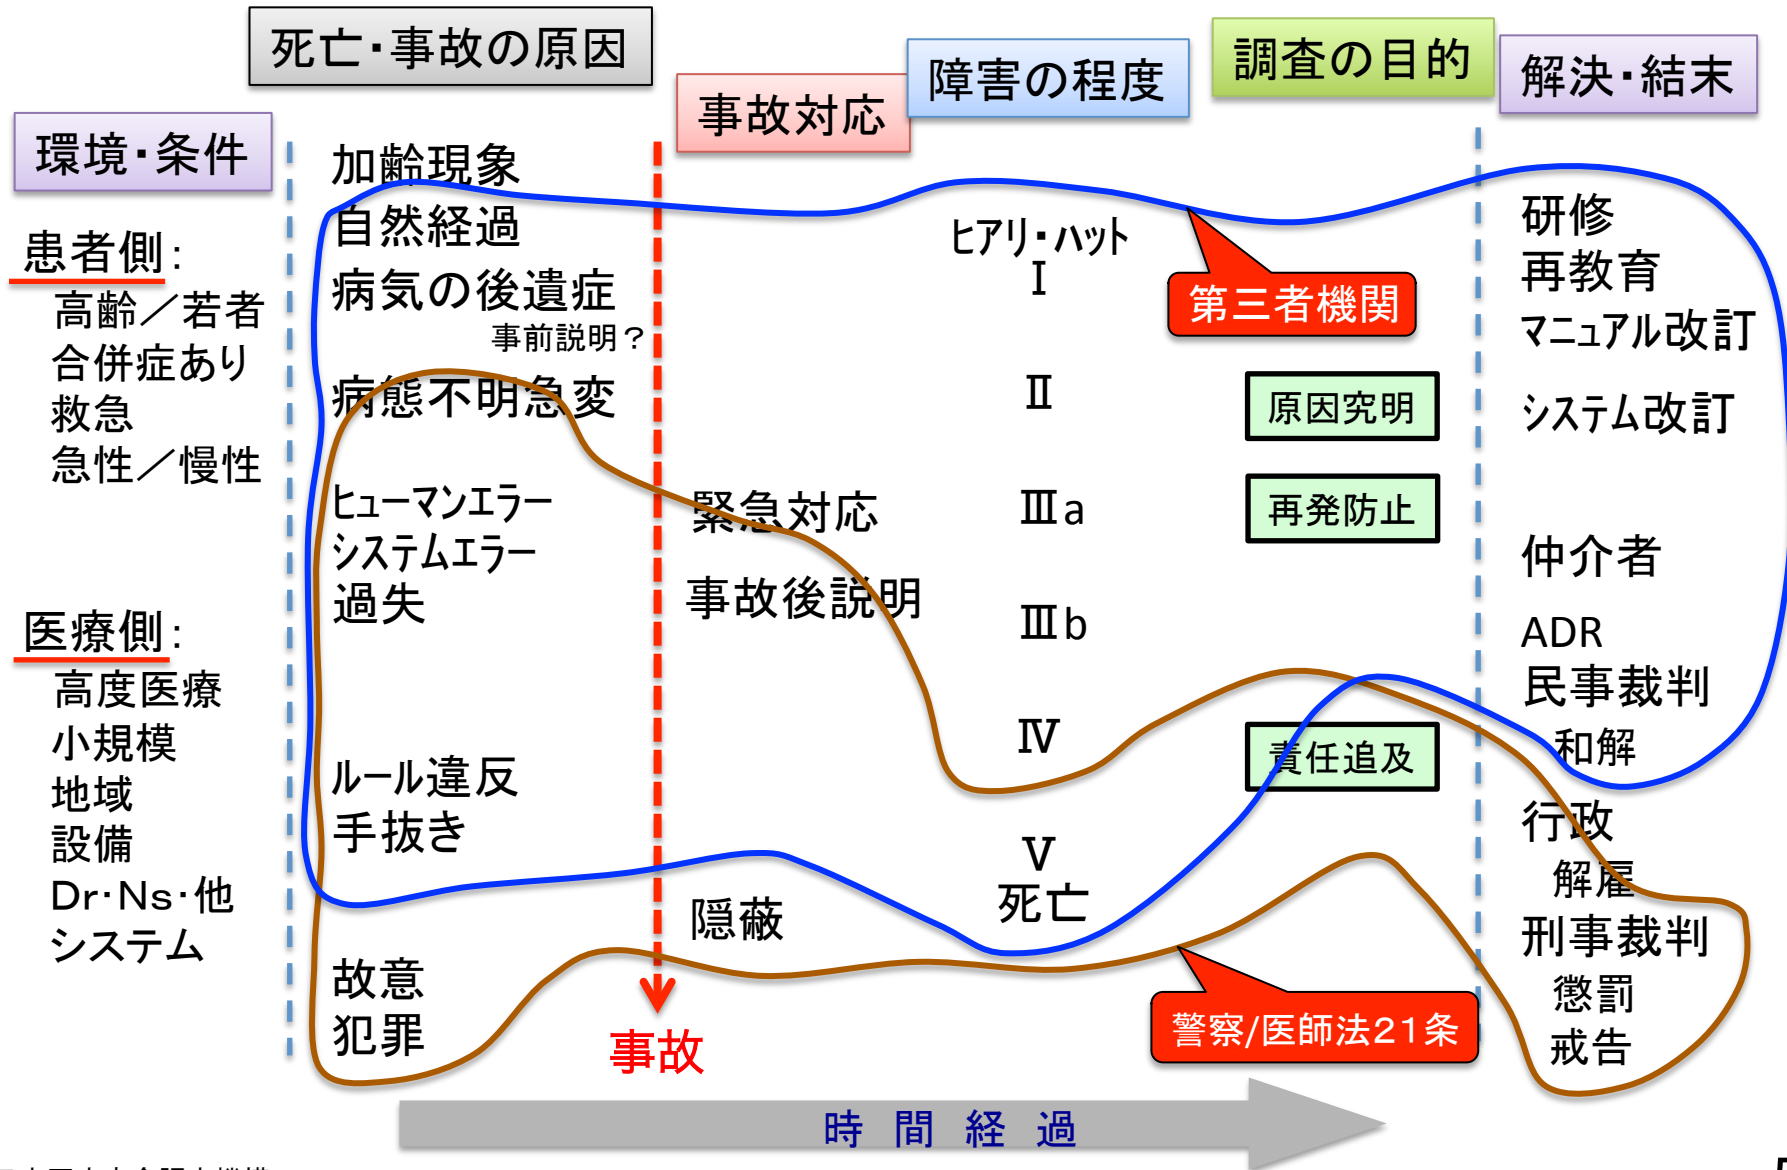 死亡・事故の原因
調査の目的
障害の程度
解決・結末
事故対応
環境・条件
患者側:
高齢／若者
合併症あり
救急
急性／慢性
医療側:
高度医療
小規模
地域
設備
Dr・Ns・他
システム
加齢現象
自然経過
病気の後遺症
事前説明？
病態不明急変
ヒューマンエラー
システムエラー
過失
ルール違反
手抜き
故意
犯罪
事故
緊急対応
事故後説明
隠蔽
ヒアリ・ハット
Ⅰ
Ⅱ
Ⅲa
Ⅲb
Ⅳ
Ⅴ
死亡
第三者機関
原因究明
再発防止
責任追及
警察/医師法２１条
研修
再教育
マニュアル改訂
システム改訂
仲介者
ADR
民事裁判
和解
行政
解雇
刑事裁判
懲罰
戒告
時間経過